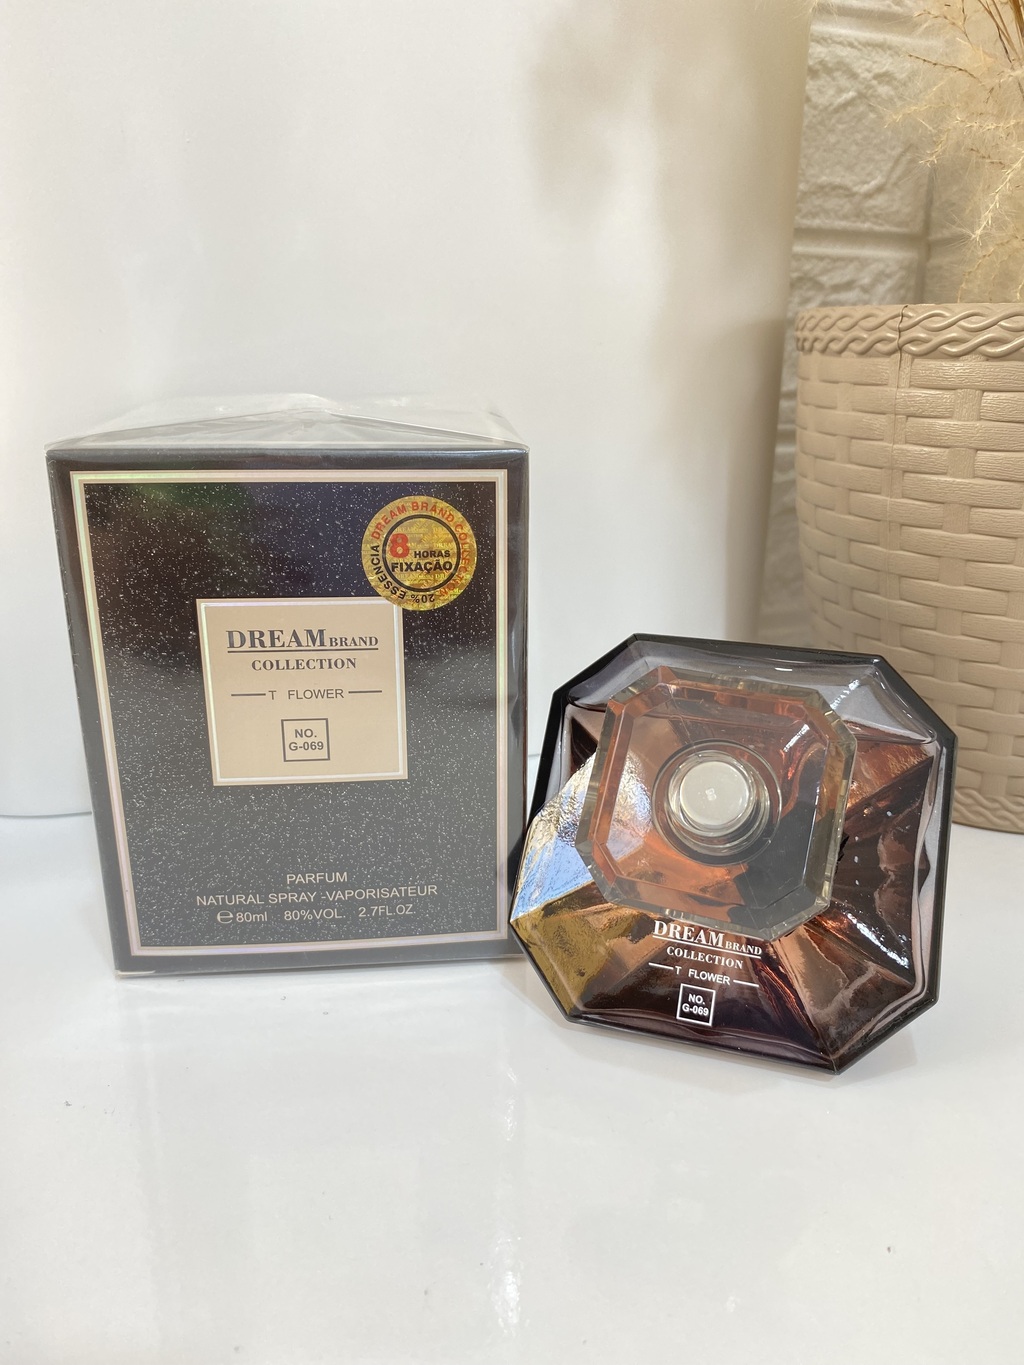 DREAM BRAND COLLECTION
20% ESSENCIA
8 HORAS
FIXAÇÃO
DREAM BRAND
COLLECTION
T FLOWER
NO.
G-069
PARFUM
NATURAL SPRAY -VAPORISATEUR
℮80ml 80%VOL. 2.7FL.OZ.
DREAM BRAND
COLLECTION
T FLOWER
NO.
G-069